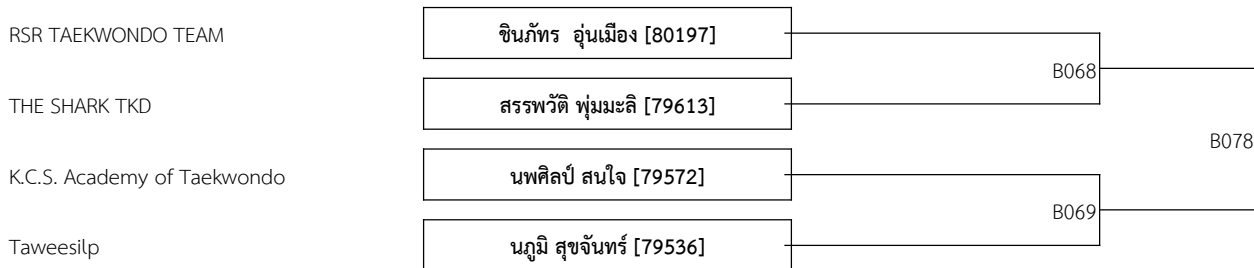 RSR TAEKWONDO TEAM ชินภัทร  อุ่นเมือง [80197]
B068
THE SHARK TKD สรรพวัติ พุ่มมะลิ [79613]
B078
K.C.S. Academy of Taekwondo นพศิลป์ สนใจ [79572]
B069
Taweesilp นภูมิ สุขจันทร์ [79536]